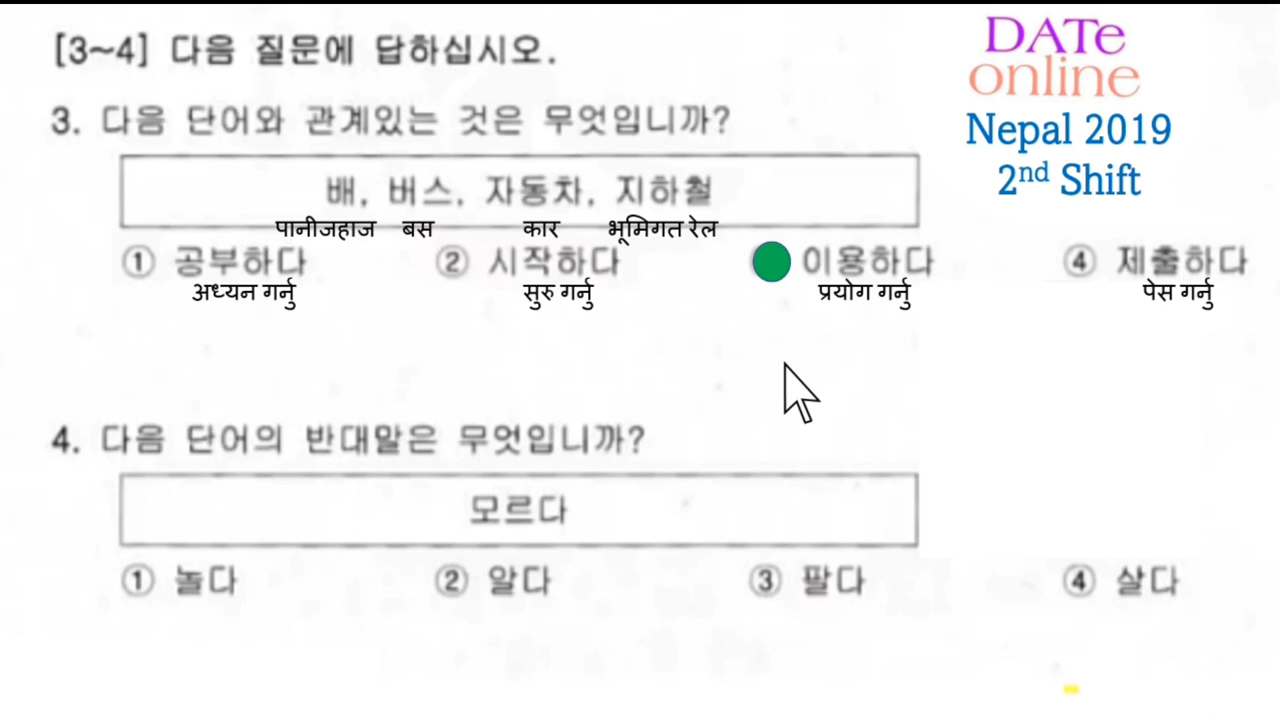 [3~4] 다음 질문에 답하십시오.
DATe
online
Nepal 2019
2nd Shift
3. 다음 단어와 관계있는 것은 무엇입니까?
배, 버스, 자동차, 지하철
पानीजहाज बस कार भूमिगत रेल
① 공부하다 ② 시작하다 이용하다 ④ 제출하다
अध्यन गर्नु सुरु गर्नु प्रयोग गर्नु पेस गर्नु
4. 다음 단어의 반대말은 무엇입니까?
모르다
① 놀다 ② 알다 ③ 팔다 ④ 살다